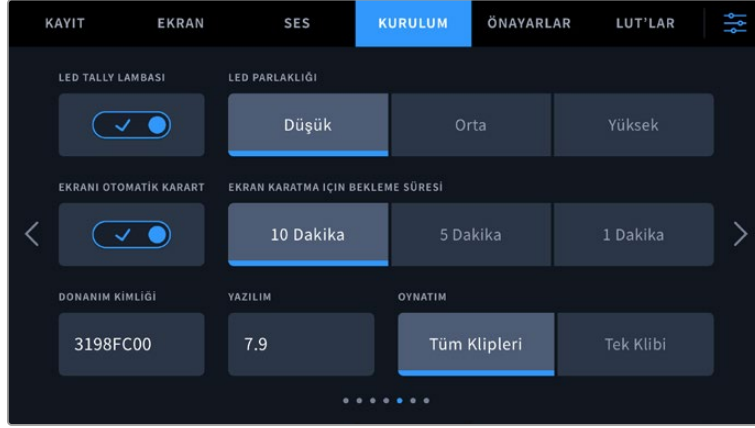 KAYIT EKRAN SES KURULUM ÖNAYARLAR LUT'LAR
LED TALLY LAMBASI LED PARLAKLIĞI
Düşük Orta Yüksek
EKRANI OTOMATİK KARART EKRAN KARATMA IÇIN BEKLEME SÜRESİ
10 Dakika 5 Dakika 1 Dakika
DONANIM KİMLİĞİ YAZILIM OYNATIM
3198FC00 7.9 Tüm Klipleri Tek Klibi